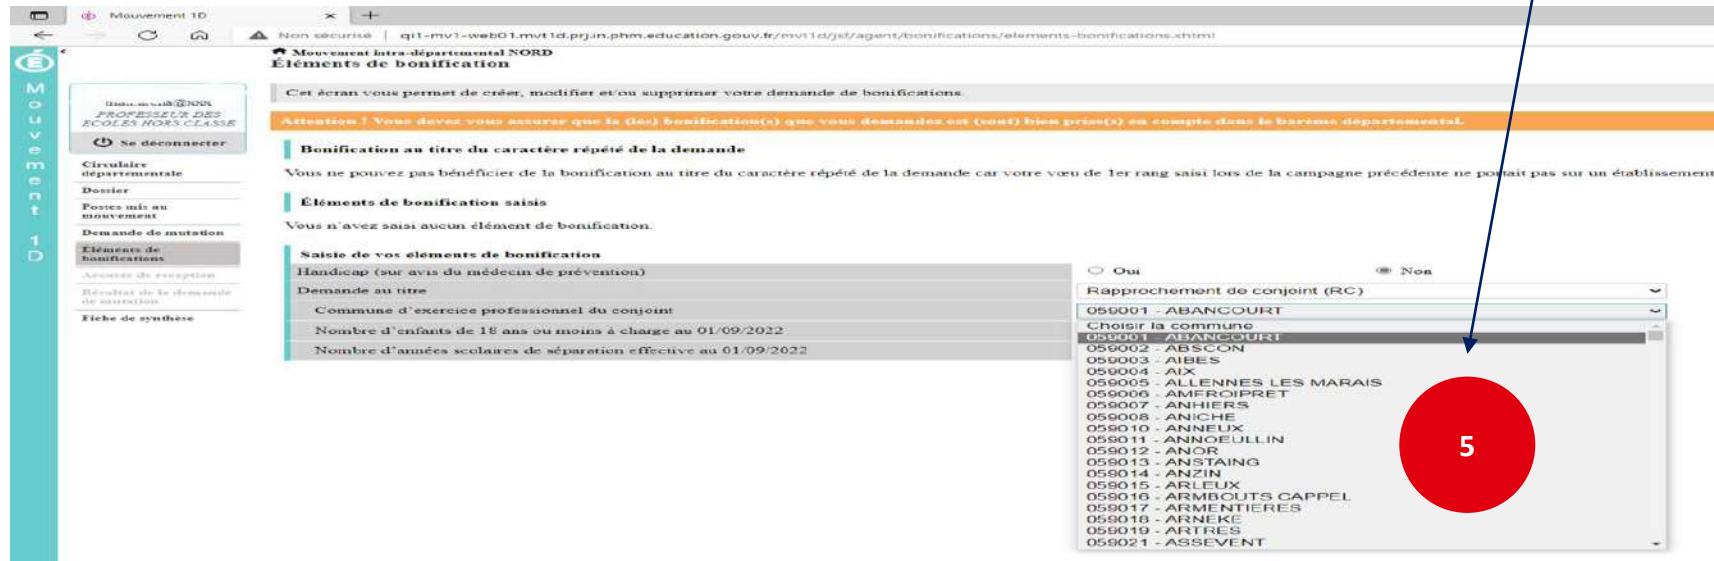 Mouvement 1D
Non sécurisé | qi1-mv1-web01.mvt1d.prj.in.phm.education.gouv.fr/mvt1d/jsf/agent/bonifications/elements-bonifications.xhtml
Mouvement 1D
Mouvement intra-départemental NORD
Éléments de bonification
PROFESSEUR DES
ECOLES HORS CLASSE
Se déconnecter
Circulaire
départementale
Dossier
Postes mis au
mouvement
Demande de mutation
Éléments de
bonifications
Accusés de reception
Résultat de la demande
de mutation
Fiche de synthèse
Cet écran vous permet de créer, modifier et/ou supprimer votre demande de bonifications.
Attention ! Vous devez vous assurer que la (les) bonification(s) que vous demandez est (sont) bien prise(s) en compte dans le barème départemental.
Bonification au titre du caractère répété de la demande
Vous ne pouvez pas bénéficier de la bonification au titre du caractère répété de la demande car votre vœu de 1er rang saisi lors de la campagne précédente ne portait pas sur un établissement
Éléments de bonification saisis
Vous n'avez saisi aucun élément de bonification.
Saisie de vos éléments de bonification
Handicap (sur avis du médecin de prévention)
Oui
Non
Demande au titre
Rapprochement de conjoint (RC)
Commune d'exercice professionnel du conjoint
059001 - ABANCOURT
Nombre d'enfants de 18 ans ou moins à charge au 01/09/2022
Nombre d'années scolaires de séparation effective au 01/09/2022
Choisir la commune
059001 - ABANCOURT
059002 - ABSCON
059003 - AIBES
059004 - AIX
059005 - ALLENNES LES MARAIS
059006 - AMFROIPRET
059007 - ANHIERS
059008 - ANICHE
059010 - ANNEUX
059011 - ANNOEULLIN
059012 - ANOR
059013 - ANSTAING
059014 - ANZIN
059015 - ARLEUX
059016 - ARMBOUTS CAPPEL
059017 - ARMENTIERES
059018 - ARNEKE
059019 - ARTRES
059021 - ASSEVENT
5